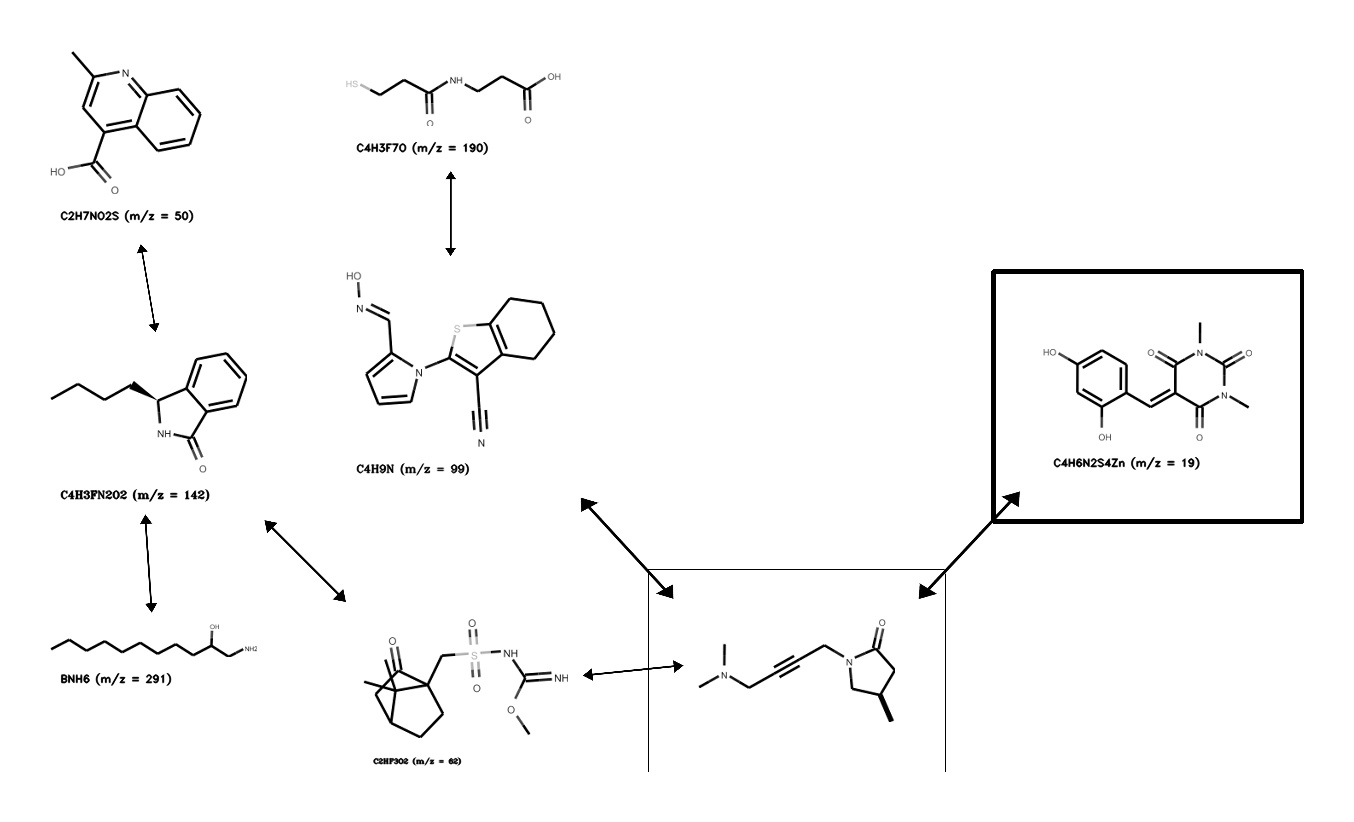 N
HO
O
C2H7NO2S (m/z = 50)
HS
NH
OH
O
O
C4H3F7O (m/z = 190)
HO
N
S
N
N
C4H9N (m/z = 99)
NH
O
C4H3FN2O2 (m/z = 142)
HO
O
N
O
N
O
OH
C4H6N2S4Zn (m/z = 19)
OH
NH2
BNH6 (m/z = 291)
O
O
S
NH
O
NH
O
C2HF3O2 (m/z = 62)
O
N
N